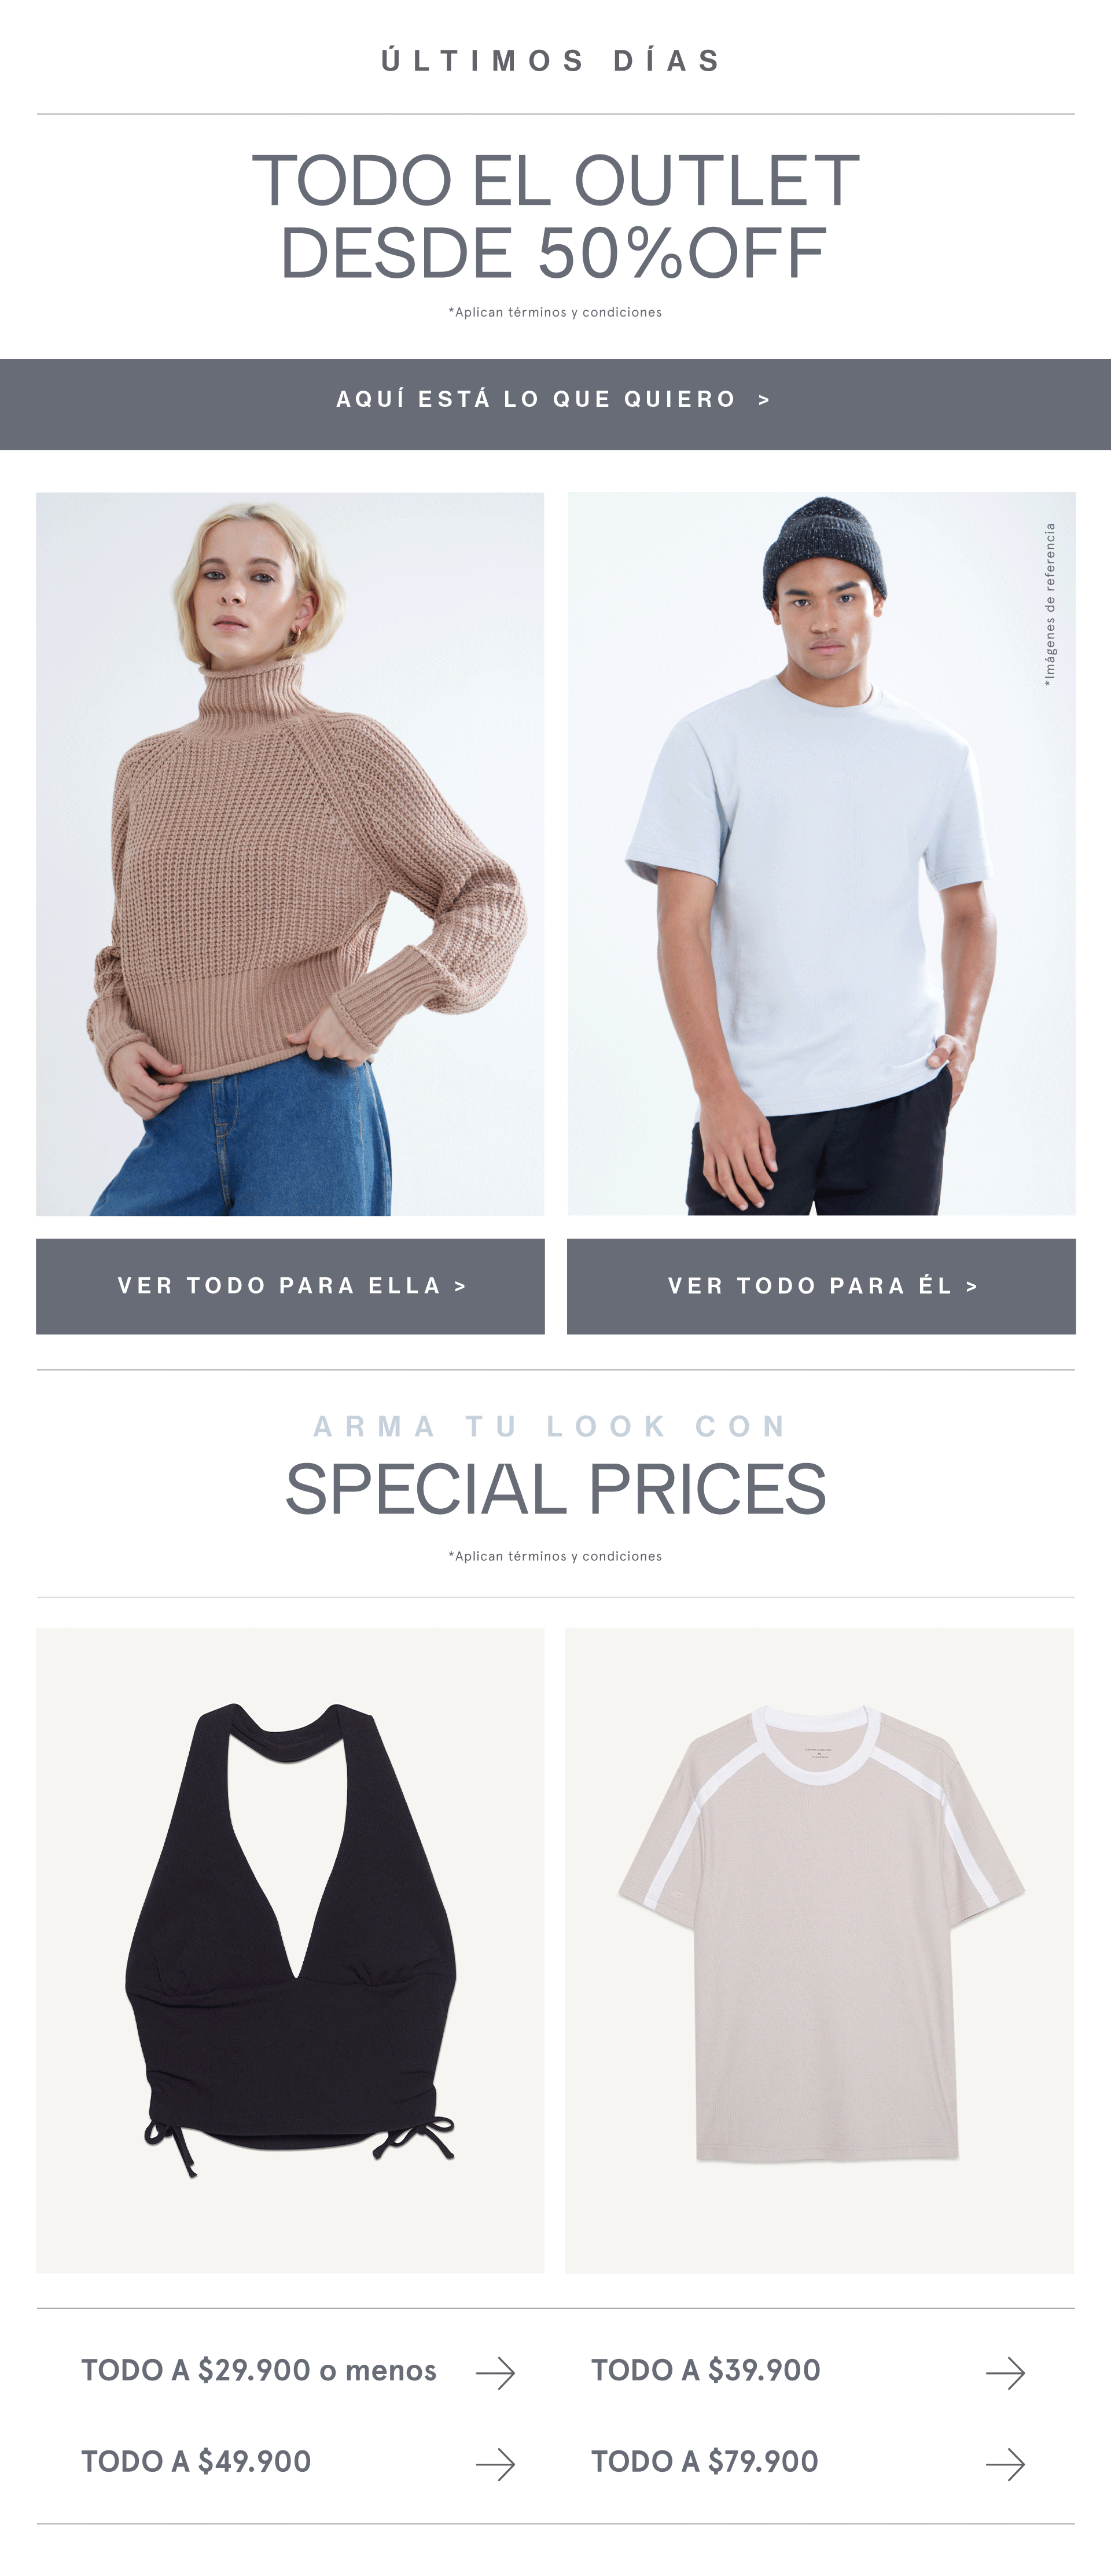 ÚLTIMOS DÍAS
TODO EL OUTLET
DESDE 50%OFF
*Aplican términos y condiciones
AQUÍ ESTÁ LO QUE QUIERO >
*Imágenes de referencia
VER TODO PARA ELLA >
VER TODO PARA ÉL >
ARMA TU LOOK CON
SPECIAL PRICES
*Aplican términos y condiciones
TODO A $29.900 o menos
TODO A $39.900
TODO A $49.900
TODO A $79.900